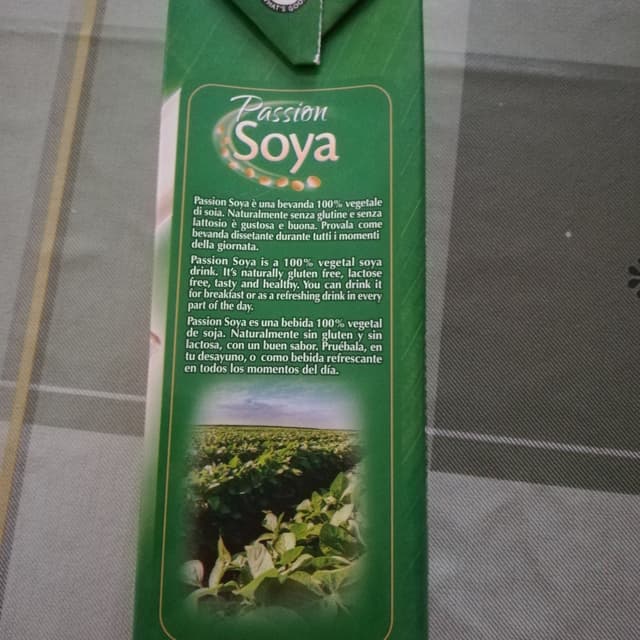 THAT'S GOO
Passion
Soya
Passion Soya è una bevanda 100% vegetale
di soia. Naturalmente senza glutine e senza
lattosio è gustosa e buona. Provala come
bevanda dissetante durante tutti i momenti
della giornata.
Passion Soya is a 100% vegetal soya
drink. It's naturally gluten free, lactose
free, tasty and healthy. You can drink it
for breakfast or as a refreshing drink in every
part of the day.
Passion Soya es una bebida 100% vegetal
de soja. Naturalmente sin gluten y sin
lactosa, con un buen sabor. Pruébala, en
tu desayuno, o como bebida refrescante
en todos los momentos del día.